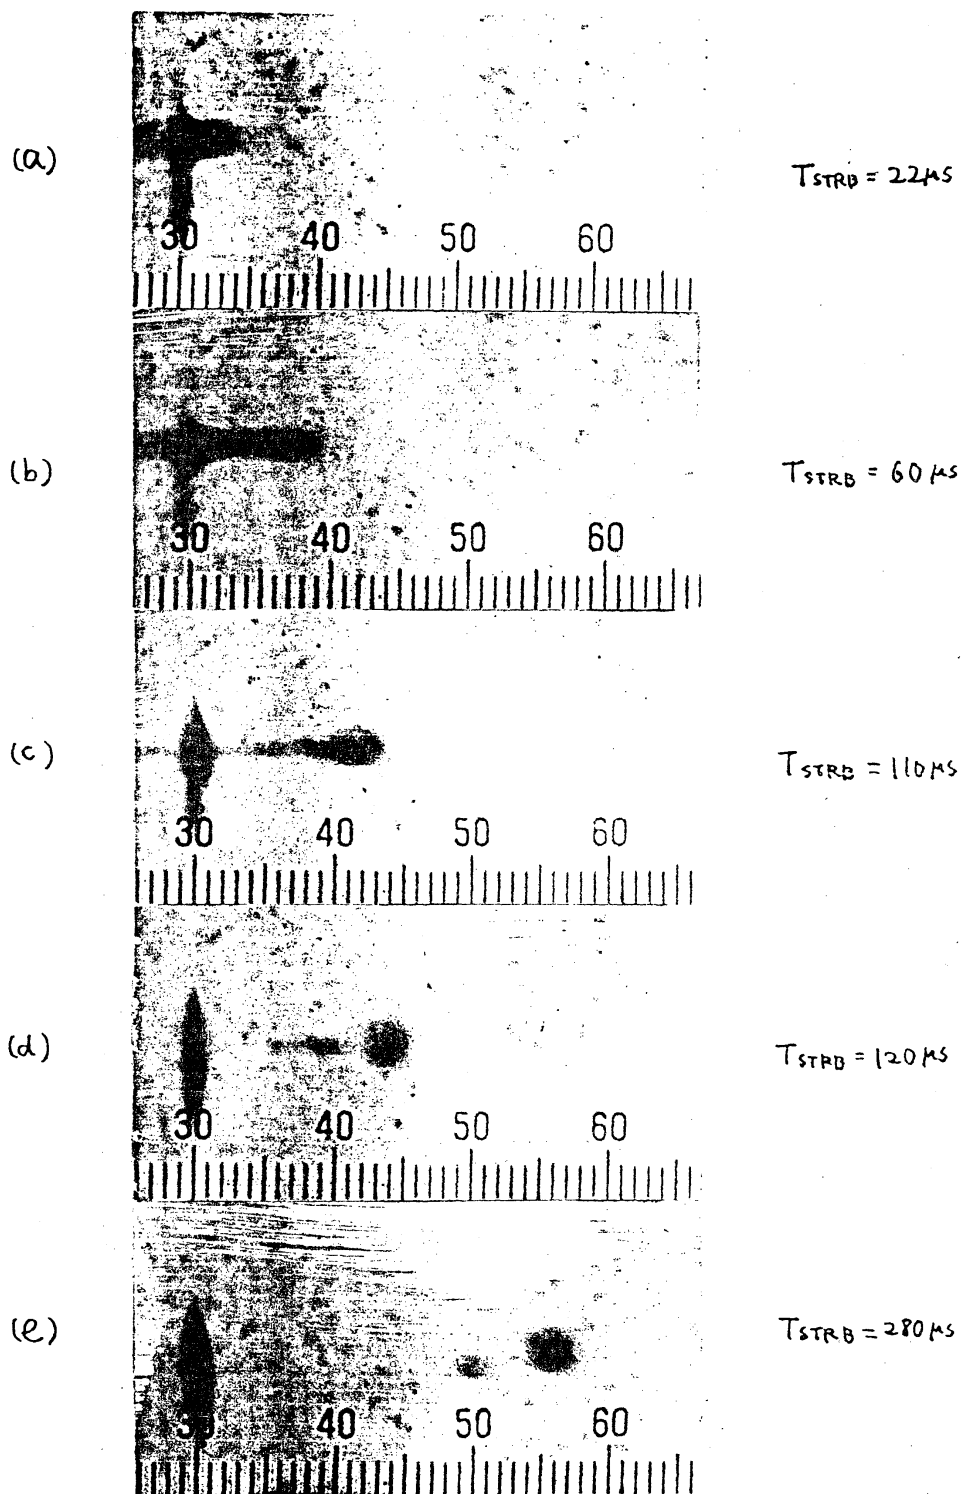 (a)
TSTRB = 22μs
30 40 50 60
(b)
TSTRB = 60μs
30 40 50 60
(c)
TSTRB = 110μs
30 40 50 60
(d)
TSTRB = 120μs
30 40 50 60
(e)
TSTRB = 280μs
30 40 50 60